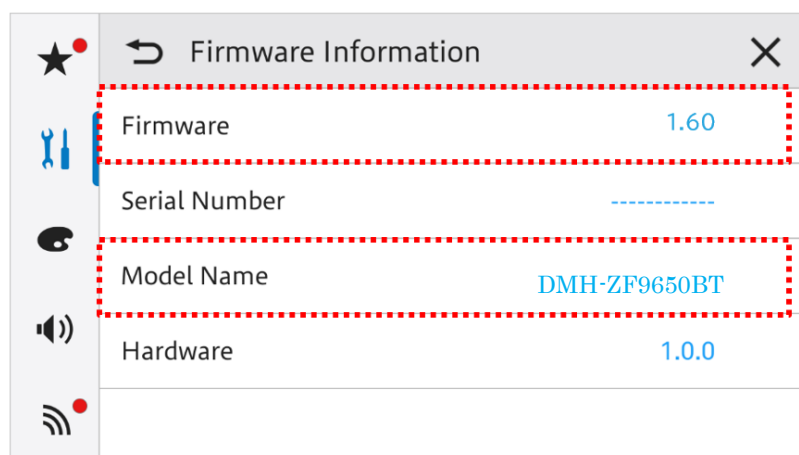 Firmware Information
Firmware 1.60
Serial Number ------------
Model Name DMH-ZF9650BT
Hardware 1.0.0